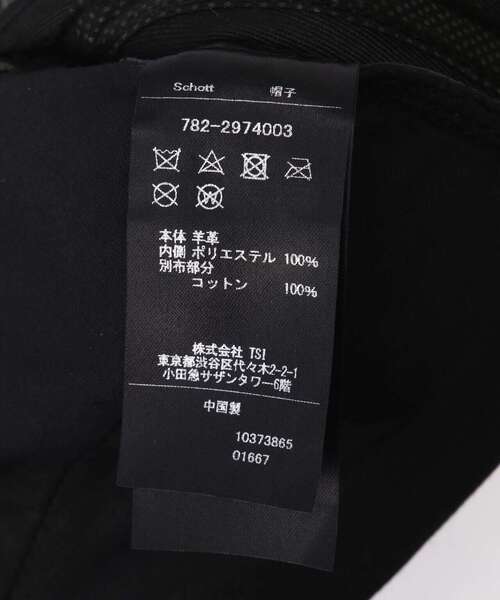 Schott 帽子
782-2974003
本体 羊革
内側 ポリエステル 100%
別布部分
コットン 100%
株式会社 TSI
東京都渋谷区代々木2-2-1
小田急サザンタワー6階
中国製
10373865
01667